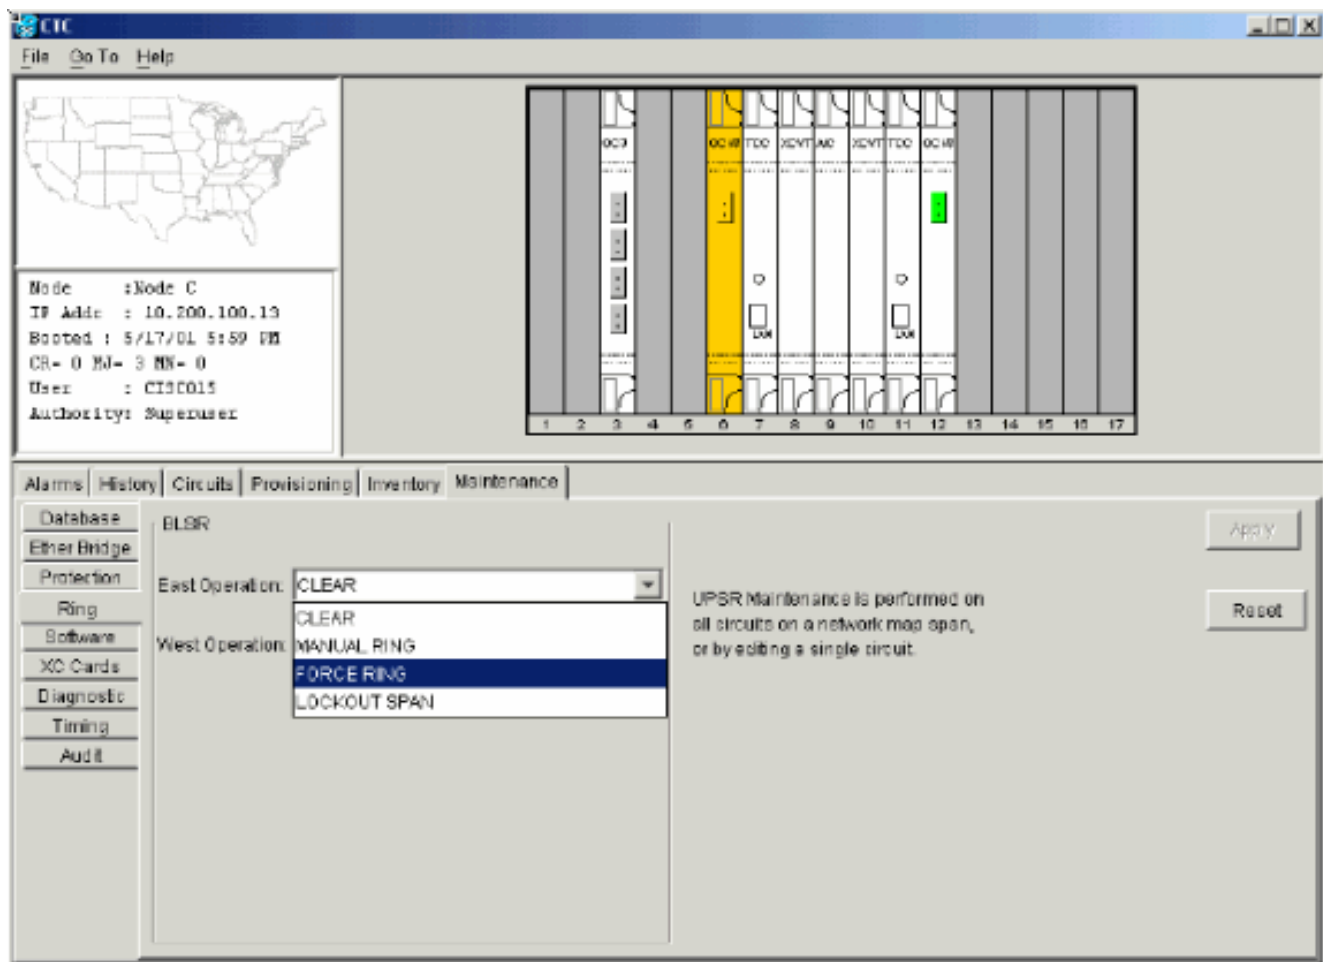 CTC
File Go To Help
OC3 OC48 TCC XCVT AIC XCVT TCC OC48
Node :Node C
IP Addr : 10.200.100.13
Booted : 5/17/01 5:59 PM
CR- 0 MJ- 3 MN- 0
User : CISCO15
Authority: Superuser
1 2 3 4 5 6 7 8 9 10 11 12 13 14 15 16 17
Alarms History Circuits Provisioning Inventory Maintenance
Database
Ether Bridge
Protection
Ring
Software
XC Cards
Diagnostic
Timing
Audit
BLSR
East Operation: CLEAR
CLEAR
West Operation: MANUAL RING
FORCE RING
LOCKOUT SPAN
UPSR Maintenance is performed on
all circuits on a network map span,
or by editing a single circuit.
Apply
Reset